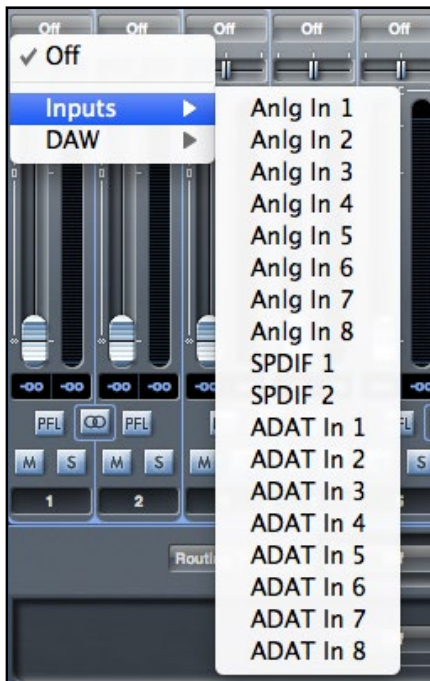 Off Off Off Off Off
✓ Off
Inputs
DAW
Anlg In 1
Anlg In 2
Anlg In 3
Anlg In 4
Anlg In 5
Anlg In 6
Anlg In 7
Anlg In 8
SPDIF 1
SPDIF 2
ADAT In 1
ADAT In 2
ADAT In 3
ADAT In 4
ADAT In 5
ADAT In 6
ADAT In 7
ADAT In 8
-oo -oo -oo -oo
PFL PFL
M S M S M S
1 2